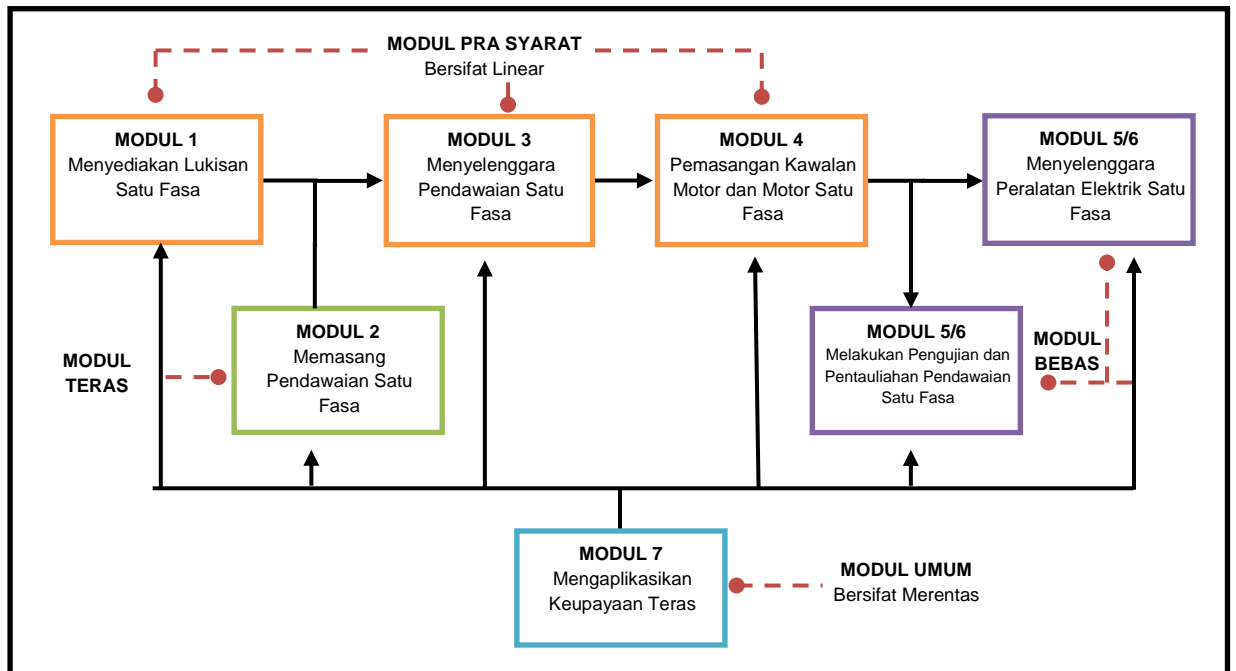 MODUL PRA SYARAT
Bersifat Linear
MODUL 1
Menyediakan Lukisan
Satu Fasa
MODUL 3
Menyelenggara
Pendawaian Satu
Fasa
MODUL 4
Pemasangan Kawalan
Motor dan Motor Satu
Fasa
MODUL 5/6
Menyelenggara
Peralatan Elektrik Satu
Fasa
MODUL
TERAS
MODUL 2
Memasang
Pendawaian Satu
Fasa
MODUL 5/6
Melakukan Pengujian dan
Pentauliahan Pendawaian
Satu Fasa
MODUL
BEBAS
MODUL 7
Mengaplikasikan
Keupayaan Teras
MODUL UMUM
Bersifat Merentas